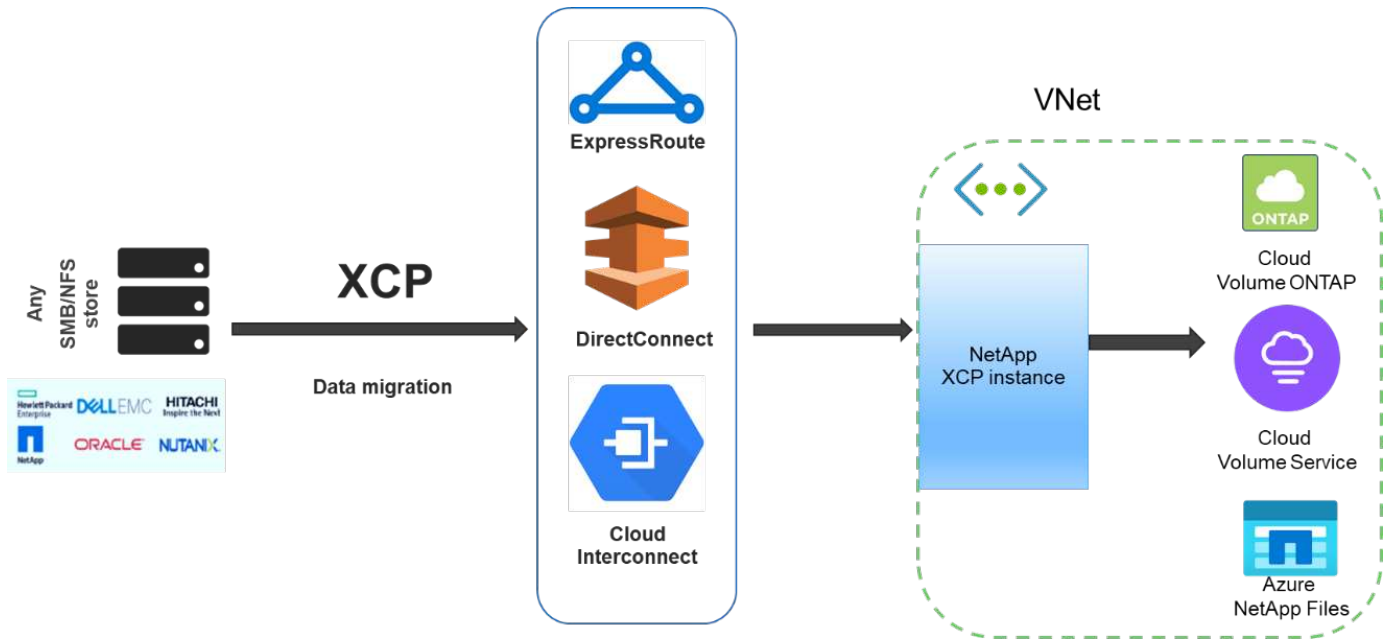 Any
SMB/NFS
store
Hewlett Packard
Enterprise
DELLEMC
HITACHI
Inspire the Next
NetApp
ORACLE
NUTANIX
XCP
Data migration
ExpressRoute
DirectConnect
Cloud
Interconnect
VNet
NetApp
XCP instance
ONTAP
Cloud
Volume ONTAP
Cloud
Volume Service
Azure
NetApp Files